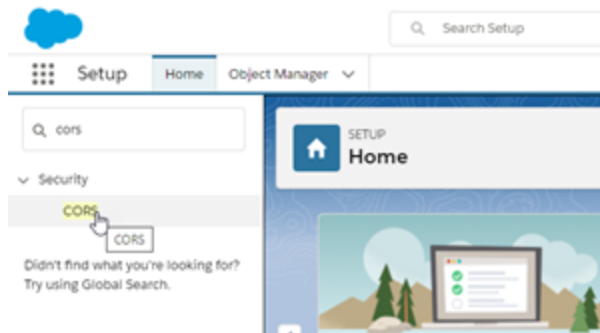 Search Setup
Setup
Home
Object Manager
cors
Security
CORS
CORS
Didn't find what you're looking for?
Try using Global Search.
SETUP
Home